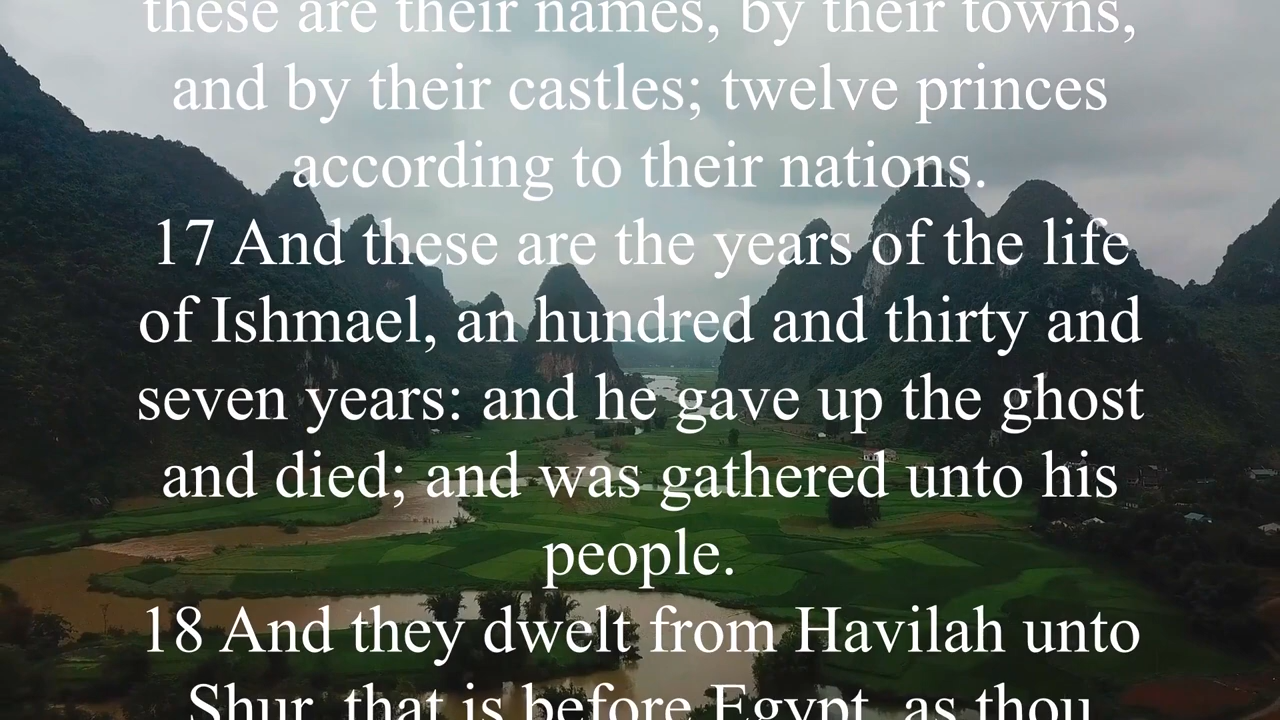 these are their names, by their towns,
and by their castles; twelve princes
according to their nations.
17 And these are the years of the life
of Ishmael, an hundred and thirty and
seven years: and he gave up the ghost
and died; and was gathered unto his
people.
18 And they dwelt from Havilah unto
Shur, that is before Egypt, as thou